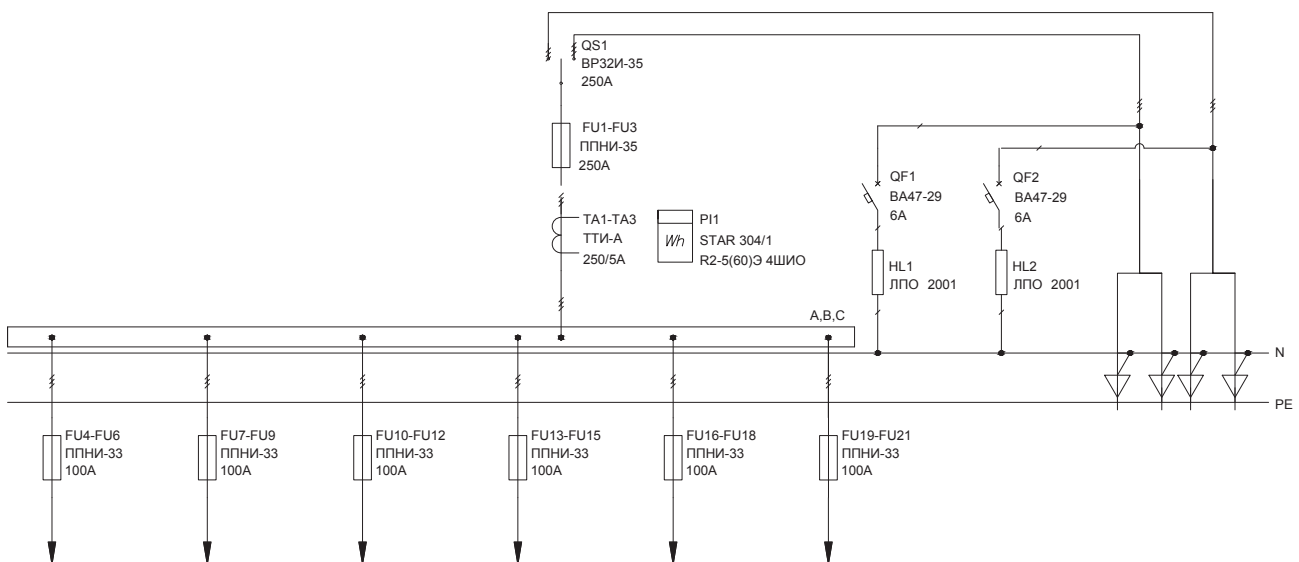 QS1
ВР32И-35
250А
FU1-FU3
ППНИ-35
250А
TA1-TA3
ТТИ-А
250/5А
Wh
PI1
STAR 304/1
R2-5(60)Э 4ШИО
QF1
ВА47-29
6А
QF2
ВА47-29
6А
HL1
ЛПО 2001
HL2
ЛПО 2001
A,B,C
N
PE
FU4-FU6
ППНИ-33
100А
FU7-FU9
ППНИ-33
100А
FU10-FU12
ППНИ-33
100А
FU13-FU15
ППНИ-33
100А
FU16-FU18
ППНИ-33
100А
FU19-FU21
ППНИ-33
100А